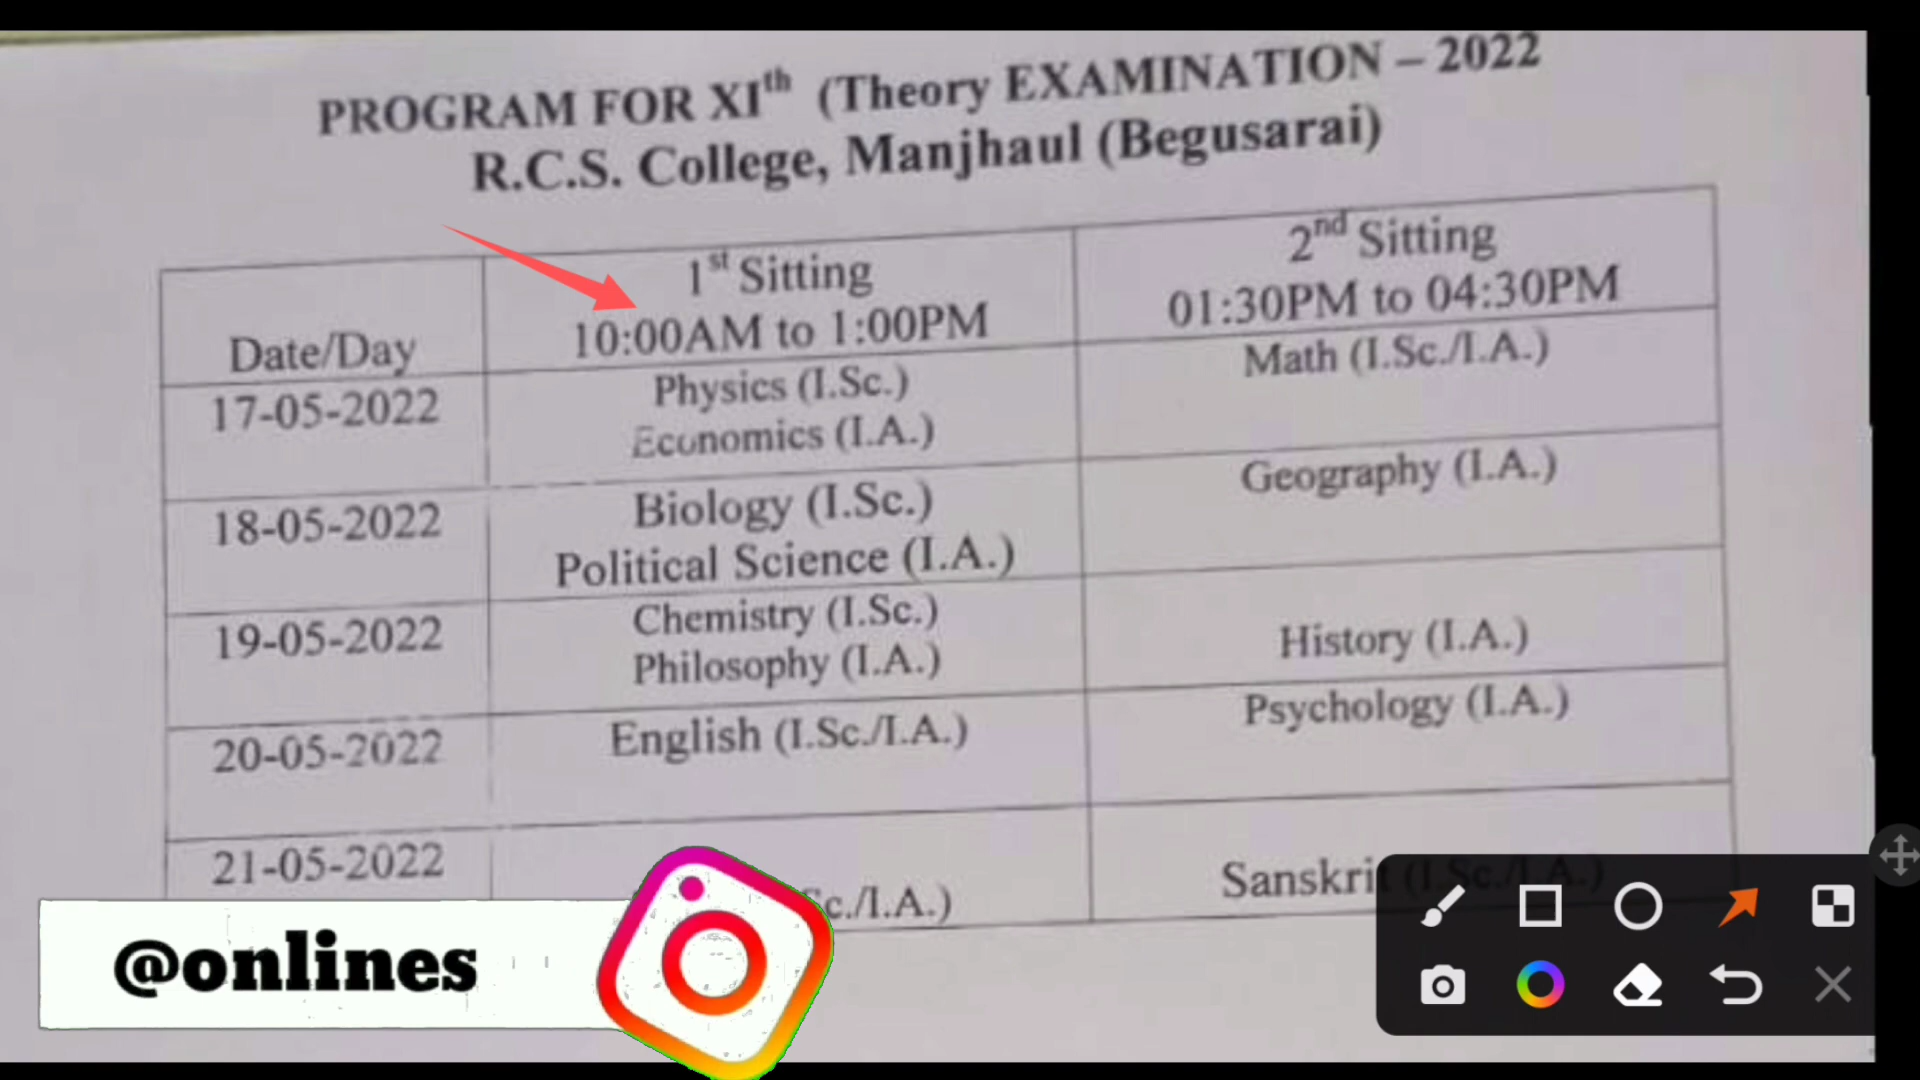 PROGRAM FOR XIth (Theory EXAMINATION – 2022
R.C.S. College, Manjhaul (Begusarai)
Date/Day
1st Sitting
10:00AM to 1:00PM
2nd Sitting
01:30PM to 04:30PM
17-05-2022
Physics (I.Sc.)
Economics (I.A.)
Math (I.Sc./I.A.)
18-05-2022
Biology (I.Sc.)
Political Science (I.A.)
Geography (I.A.)
19-05-2022
Chemistry (I.Sc.)
Philosophy (I.A.)
History (I.A.)
20-05-2022
English (I.Sc./I.A.)
Psychology (I.A.)
21-05-2022
c./I.A.)
Sanskrit (I.Sc./I.A.)
@onlines